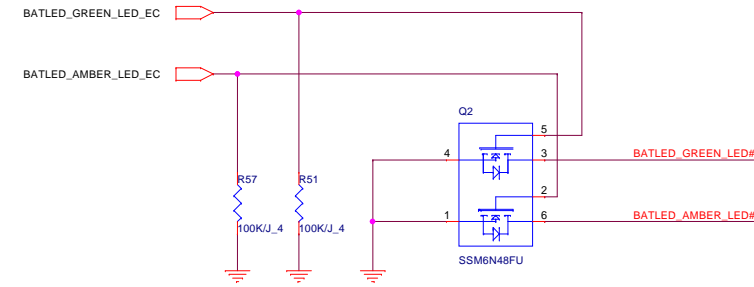 BATLED_GREEN_LED_EC
BATLED_AMBER_LED_EC
Q2
5
4
3
BATLED_GREEN_LED#
R57
R51
2
1
6
BATLED_AMBER_LED#
100K/J_4
100K/J_4
SSM6N48FU